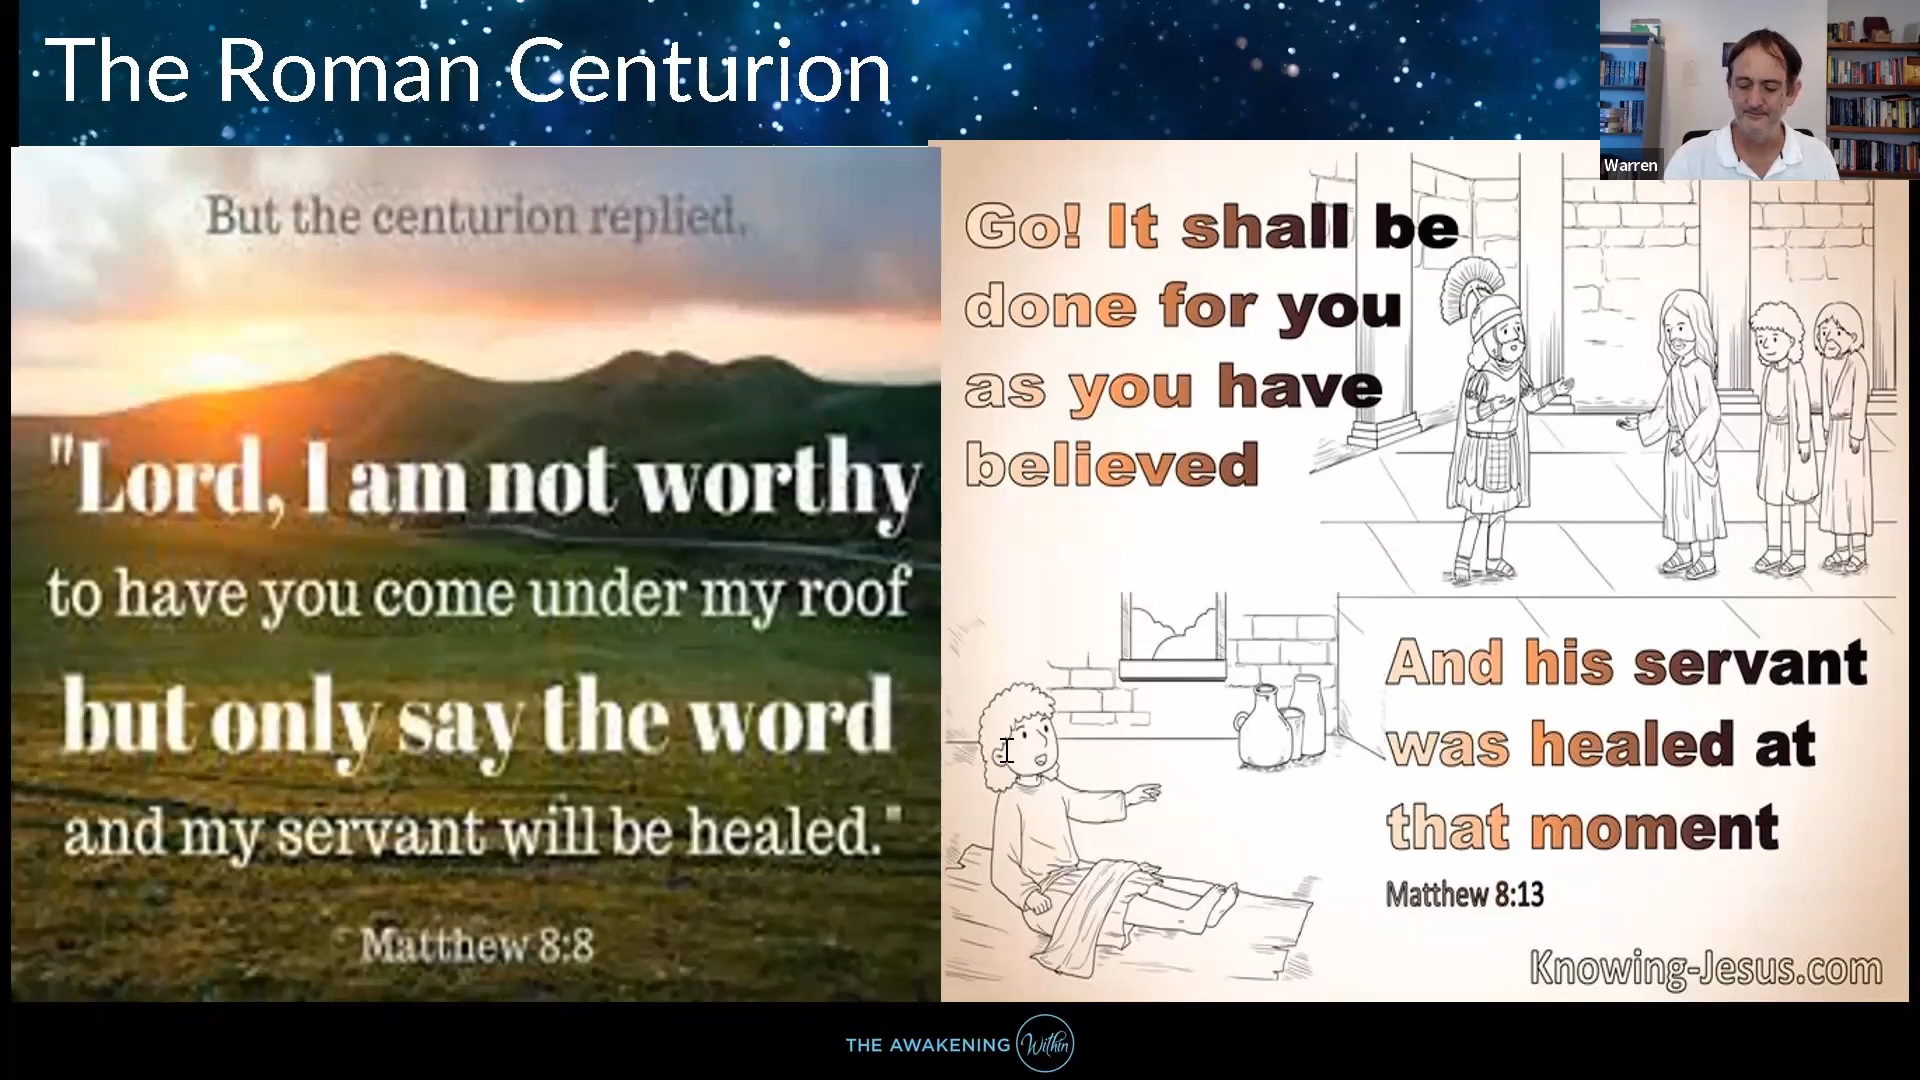 The Roman Centurion
Warren
But the centurion replied,
"Lord, I am not worthy
to have you come under my roof
but only say the word
and my servant will be healed."
Matthew 8:8
Go! It shall be
done for you
as you have
believed
And his servant
was healed at
that moment
Matthew 8:13
Knowing-Jesus.com
THE AWAKENING Within